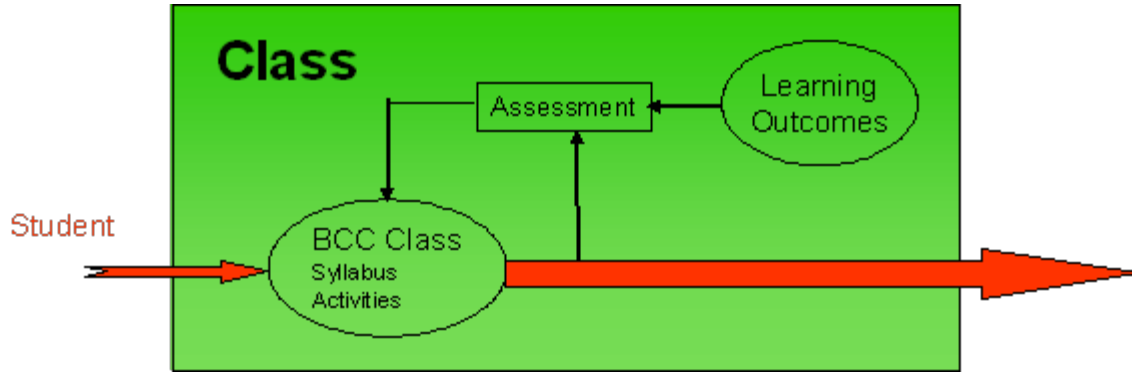 Class
Learning
Outcomes
Assessment
Student
BCC Class
Syllabus
Activities